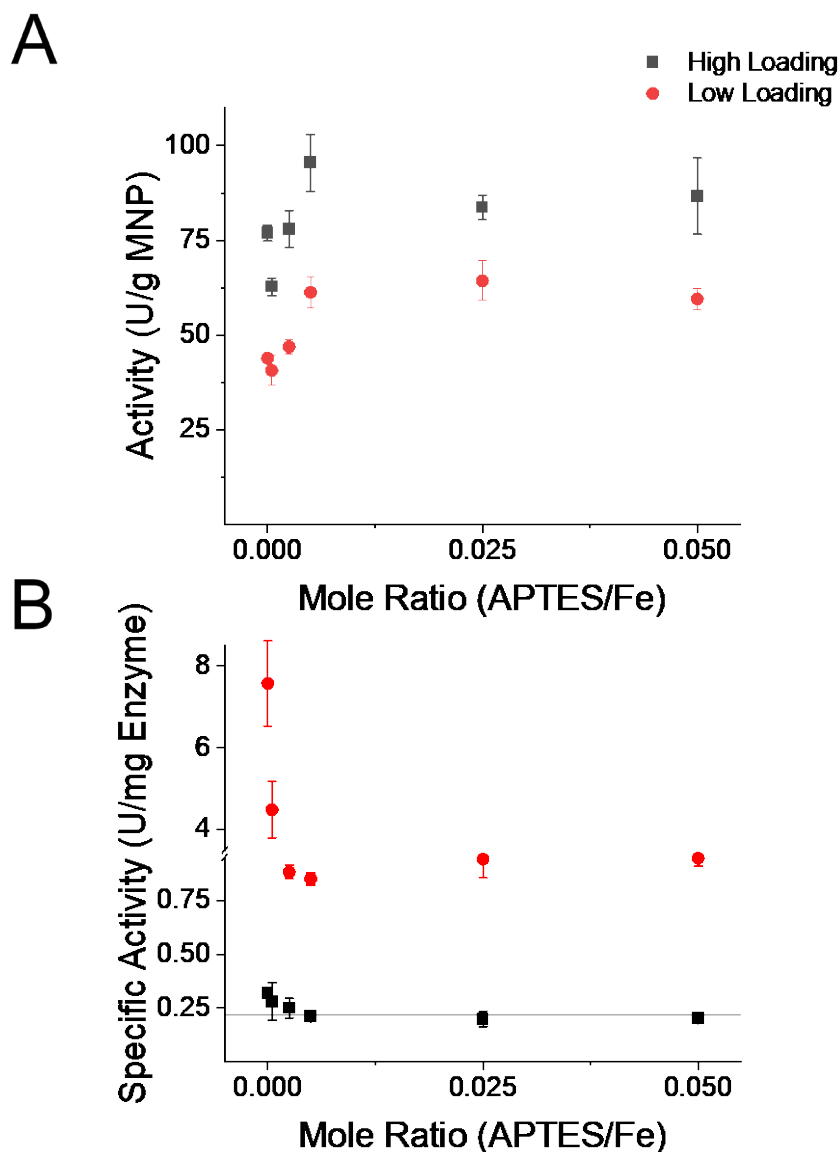 A
High Loading
Low Loading
Activity (U/g MNP)
100
75
50
25
0.000 0.025 0.050
Mole Ratio (APTES/Fe)
B
Specific Activity (U/mg Enzyme)
8
6
4
0.75
0.50
0.25
0.000 0.025 0.050
Mole Ratio (APTES/Fe)